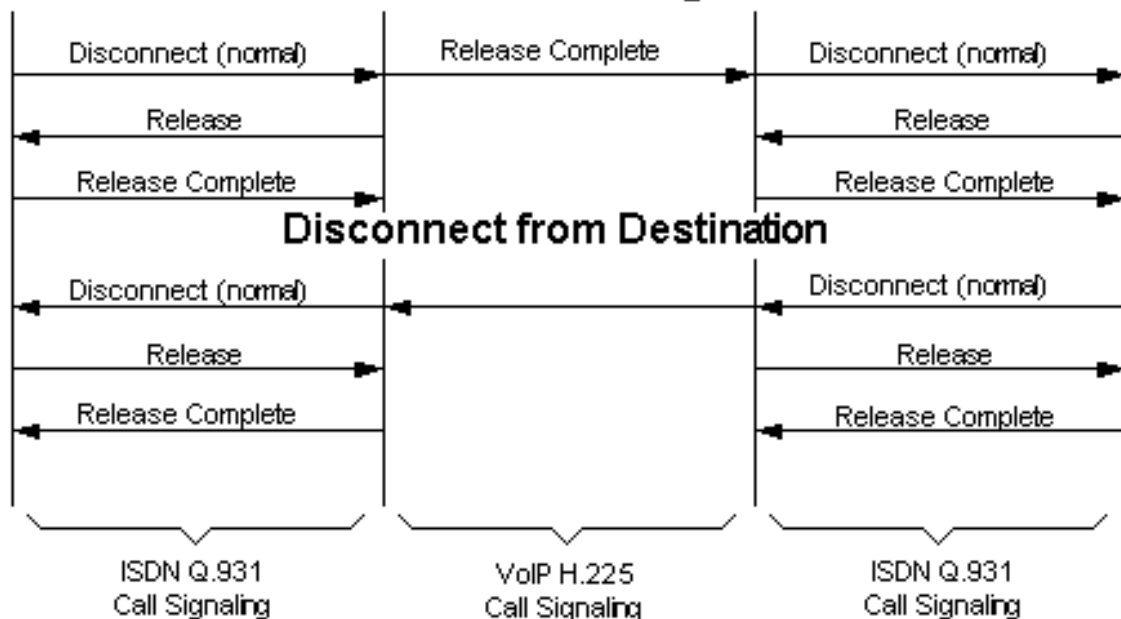 Disconnect (normal)
Release Complete
Disconnect (normal)
Release
Release
Release Complete
Release Complete
Disconnect from Destination
Disconnect (normal)
Disconnect (normal)
Release
Release
Release Complete
Release Complete
ISDN Q.931
Call Signaling
VoIP H.225
Call Signaling
ISDN Q.931
Call Signaling